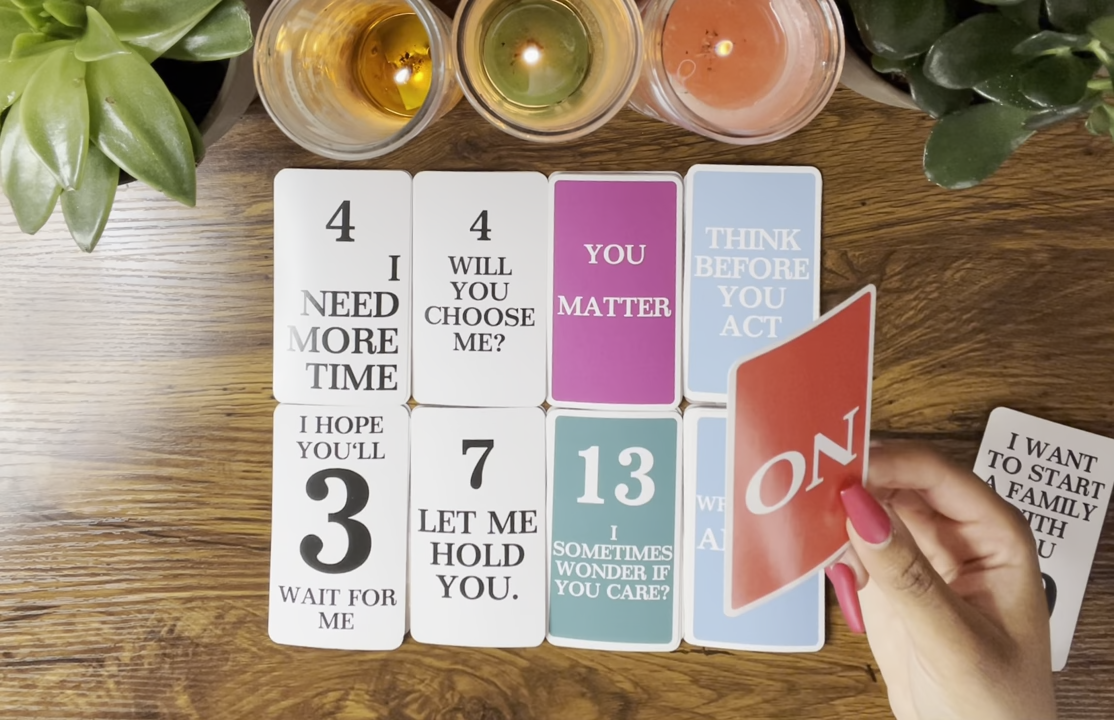 4
I
NEED
MORE
TIME
4
WILL
YOU
CHOOSE
ME?
YOU
MATTER
THINK
BEFORE
YOU
ACT
I HOPE
YOU'LL
3
WAIT FOR
ME
7
LET ME
HOLD
YOU.
13
I
SOMETIMES
WONDER IF
YOU CARE?
ON
I WANT
TO START
A FAMILY